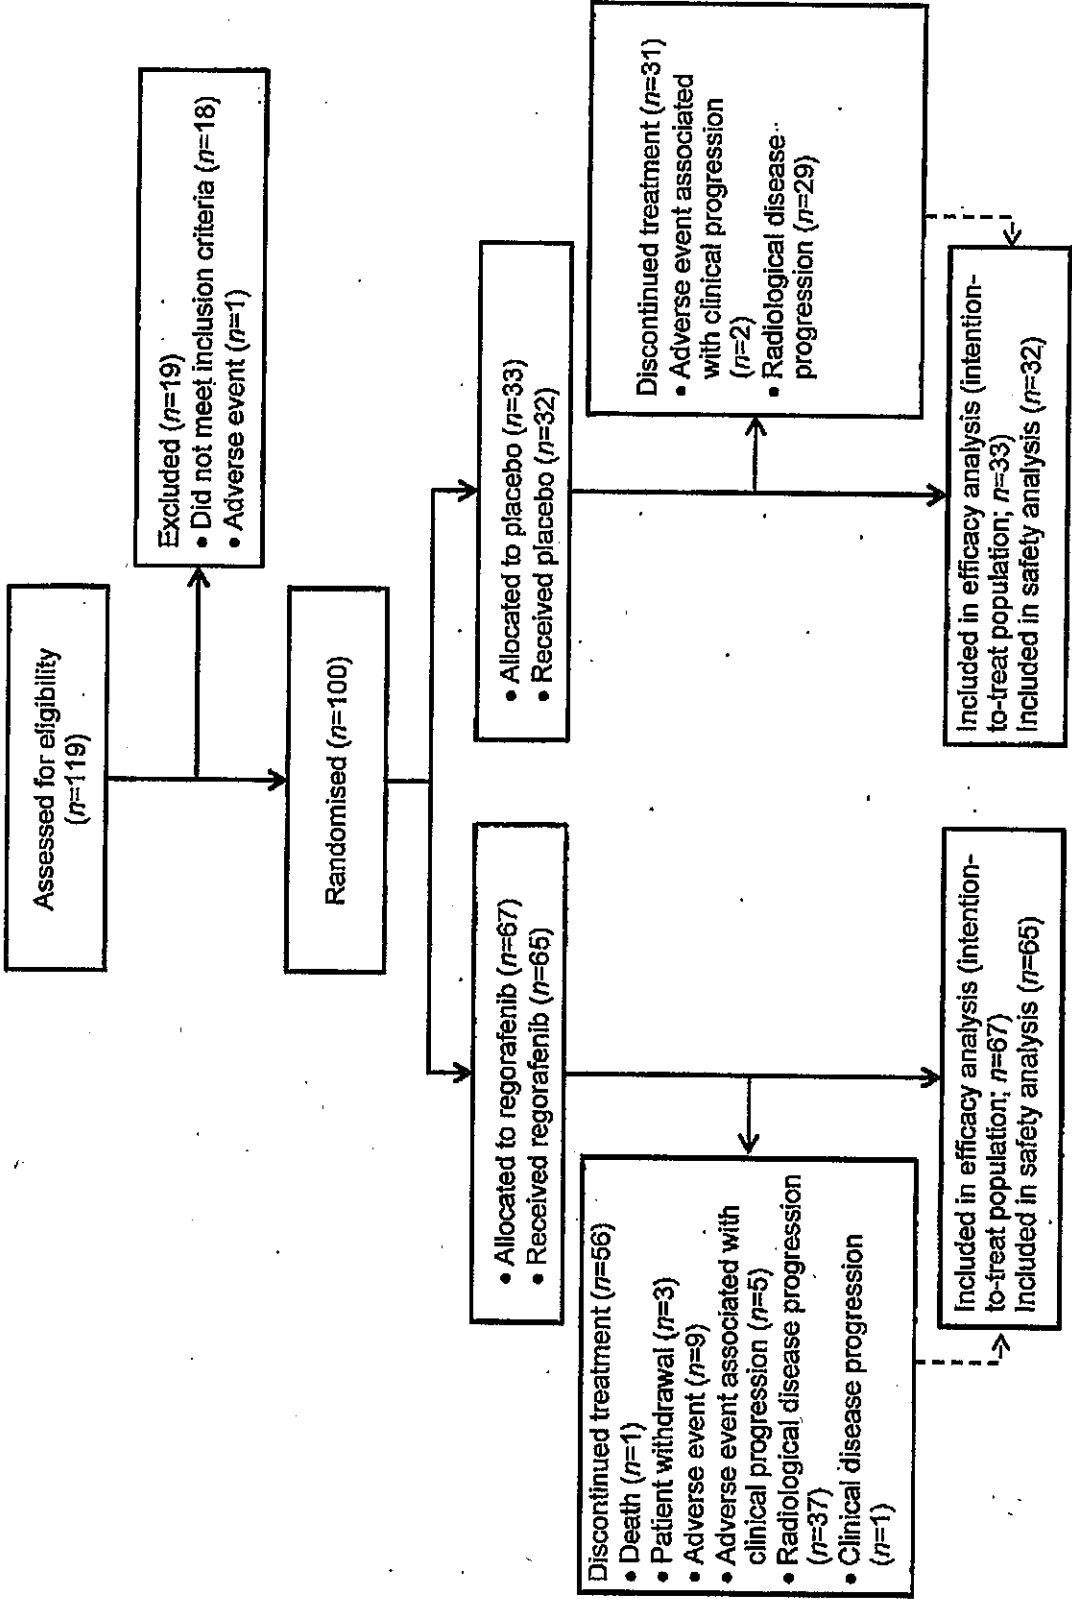 Assessed for eligibility
(n=119)
Excluded (n=19)
• Did not meet inclusion criteria (n=18)
• Adverse event (n=1)
Randomised (n=100)
• Allocated to regorafenib (n=67)
• Received regorafenib (n=65)
• Allocated to placebo (n=33)
• Received placebo (n=32)
Discontinued treatment (n=56)
• Death (n=1)
• Patient withdrawal (n=3)
• Adverse event (n=9)
• Adverse event associated with
clinical progression (n=5)
• Radiological disease progression
(n=37)
• Clinical disease progression
(n=1)
Discontinued treatment (n=31)
• Adverse event associated
with clinical progression
(n=2)
• Radiological disease
progression (n=29)
Included in efficacy analysis (intention-
to-treat population; n=67)
Included in safety analysis (n=65)
Included in efficacy analysis (intention-
to-treat population; n=33)
Included in safety analysis (n=32)